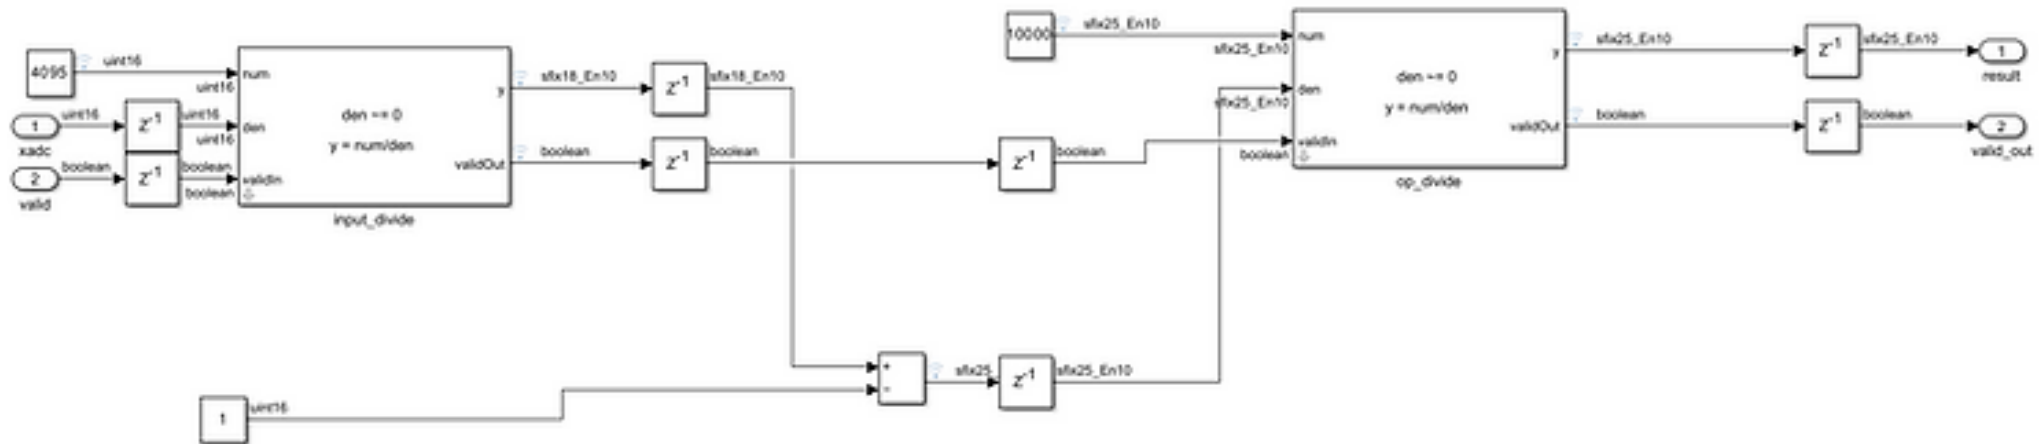 4095
uint16
uint16
1
xadc
uint16
z-1
uint16
uint16
2
valid
boolean
z-1
boolean
boolean
num
den
validIn
den ~= 0
y = num/den
y
validOut
input_divide
sfix18_En10
z-1
sfix18_En10
boolean
z-1
boolean
1
uint16
+
−
sfix25
z-1
sfix25_En10
z-1
boolean
10000
sfix25_En10
sfix25_En10
sfix25_En10
boolean
num
den
validIn
den ~= 0
y = num/den
y
validOut
op_divide
sfix25_En10
z-1
sfix25_En10
1
result
boolean
z-1
boolean
2
valid_out